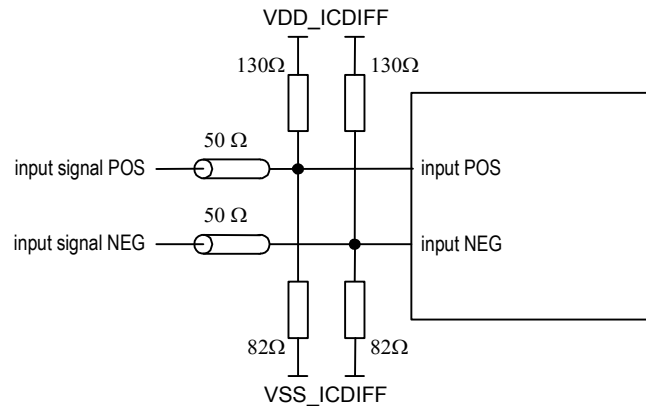 VDD_ICDIFF
130Ω 130Ω
50 Ω
input signal POS input POS
50 Ω
input signal NEG input NEG
82Ω 82Ω
VSS_ICDIFF